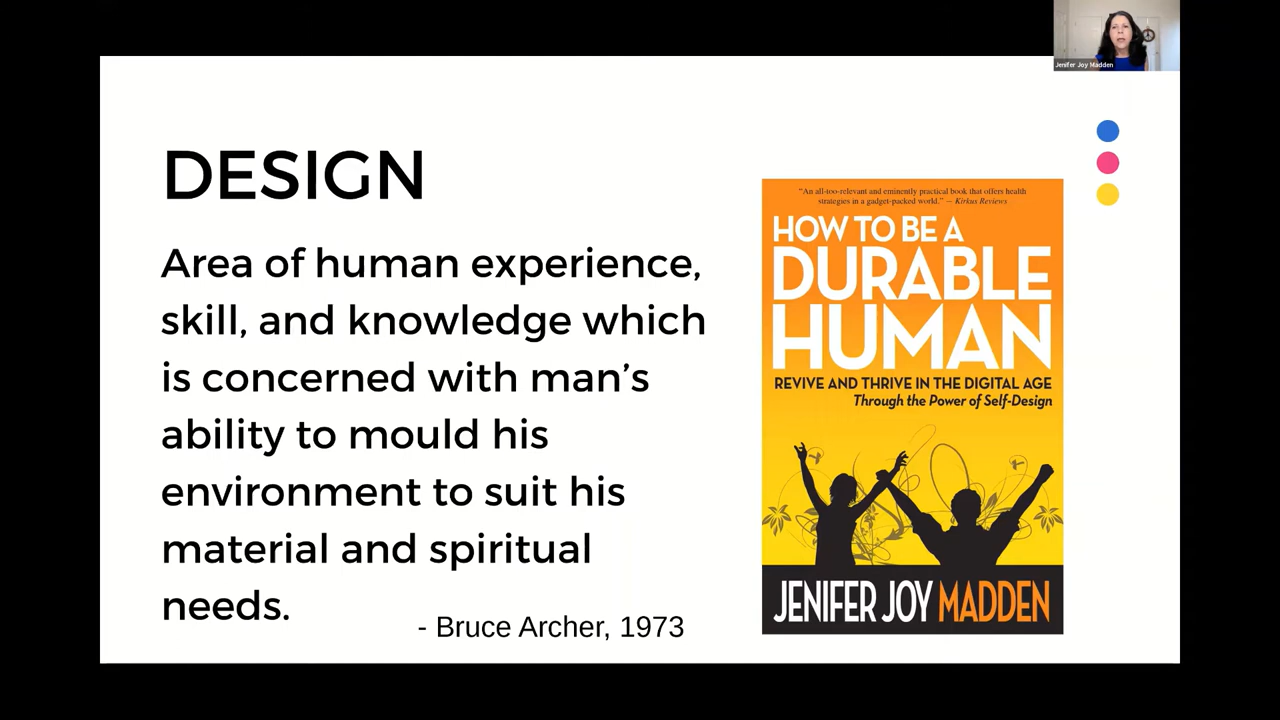 Jenifer Joy Madden
DESIGN
Area of human experience,
skill, and knowledge which
is concerned with man’s
ability to mould his
environment to suit his
material and spiritual
needs.
- Bruce Archer, 1973
“An all-too-relevant and eminently practical book that offers health
strategies in a gadget-packed world.” — Kirkus Reviews
HOW TO BE A
DURABLE
HUMAN
REVIVE AND THRIVE IN THE DIGITAL AGE
Through the Power of Self-Design
JENIFER JOY MADDEN